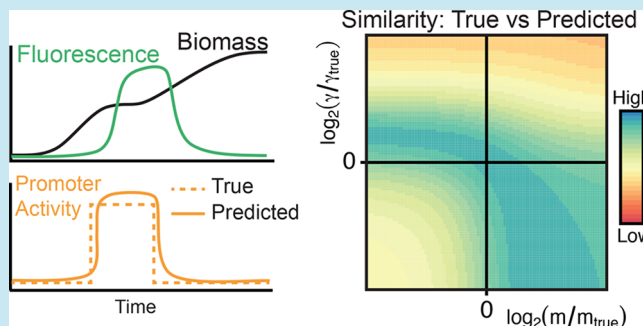 Fluorescence
Biomass
Promoter
Activity
True
Predicted
Time
Similarity: True vs Predicted
log₂(γ/γtrue)
0
0
log₂(m/mtrue)
High
Low